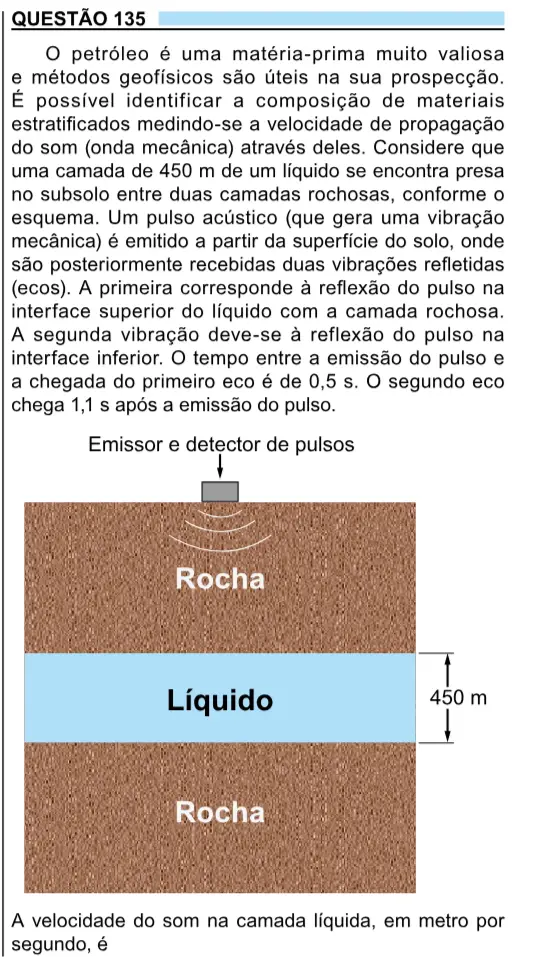 QUESTÃO 135
O petróleo é uma matéria-prima muito valiosa
e métodos geofísicos são úteis na sua prospecção.
É possível identificar a composição de materiais
estratificados medindo-se a velocidade de propagação
do som (onda mecânica) através deles. Considere que
uma camada de 450 m de um líquido se encontra presa
no subsolo entre duas camadas rochosas, conforme o
esquema. Um pulso acústico (que gera uma vibração
mecânica) é emitido a partir da superfície do solo, onde
são posteriormente recebidas duas vibrações refletidas
(ecos). A primeira corresponde à reflexão do pulso na
interface superior do líquido com a camada rochosa.
A segunda vibração deve-se à reflexão do pulso na
interface inferior. O tempo entre a emissão do pulso e
a chegada do primeiro eco é de 0,5 s. O segundo eco
chega 1,1 s após a emissão do pulso.
Emissor e detector de pulsos
Rocha
Líquido
450 m
Rocha
A velocidade do som na camada líquida, em metro por
segundo, é